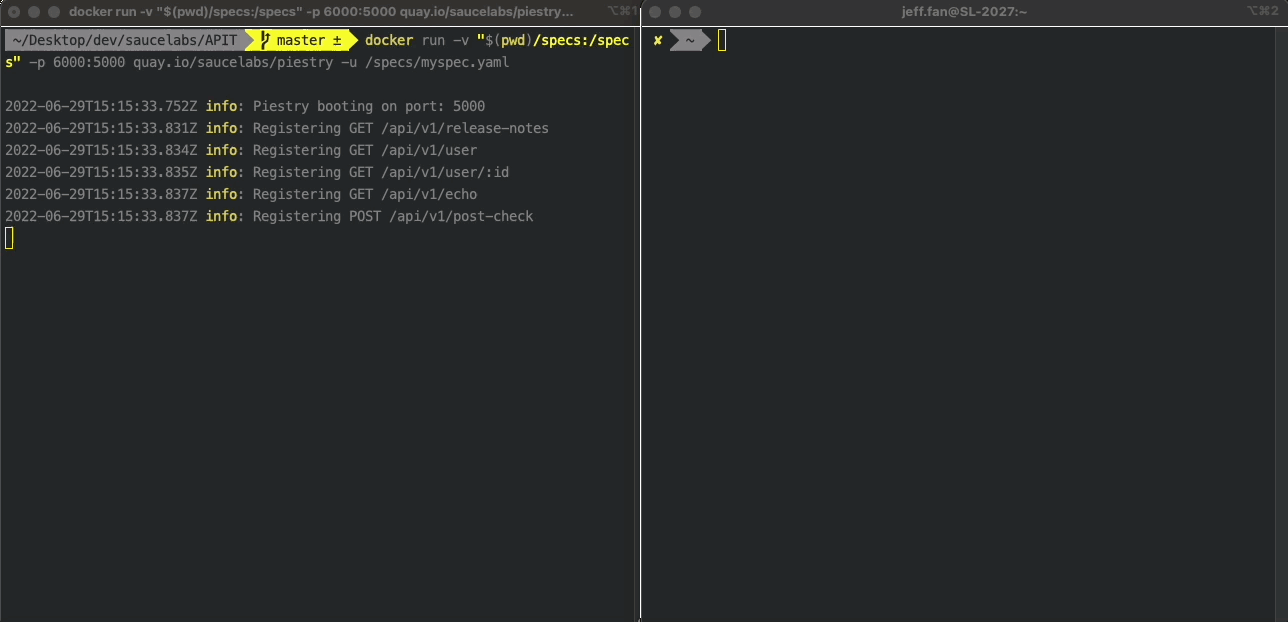 docker run -v "$(pwd)/specs:/specs" -p 6000:5000 quay.io/saucelabs/piestry... ⌥⌘1
~/Desktop/dev/saucelabs/APIT master ± docker run -v "$(pwd)/specs:/spec
s" -p 6000:5000 quay.io/saucelabs/piestry -u /specs/myspec.yaml
2022-06-29T15:15:33.752Z info: Piestry booting on port: 5000
2022-06-29T15:15:33.831Z info: Registering GET /api/v1/release-notes
2022-06-29T15:15:33.834Z info: Registering GET /api/v1/user
2022-06-29T15:15:33.835Z info: Registering GET /api/v1/user/:id
2022-06-29T15:15:33.837Z info: Registering GET /api/v1/echo
2022-06-29T15:15:33.837Z info: Registering POST /api/v1/post-check
jeff.fan@SL-2027:~ ⌥⌘2
✘ ~